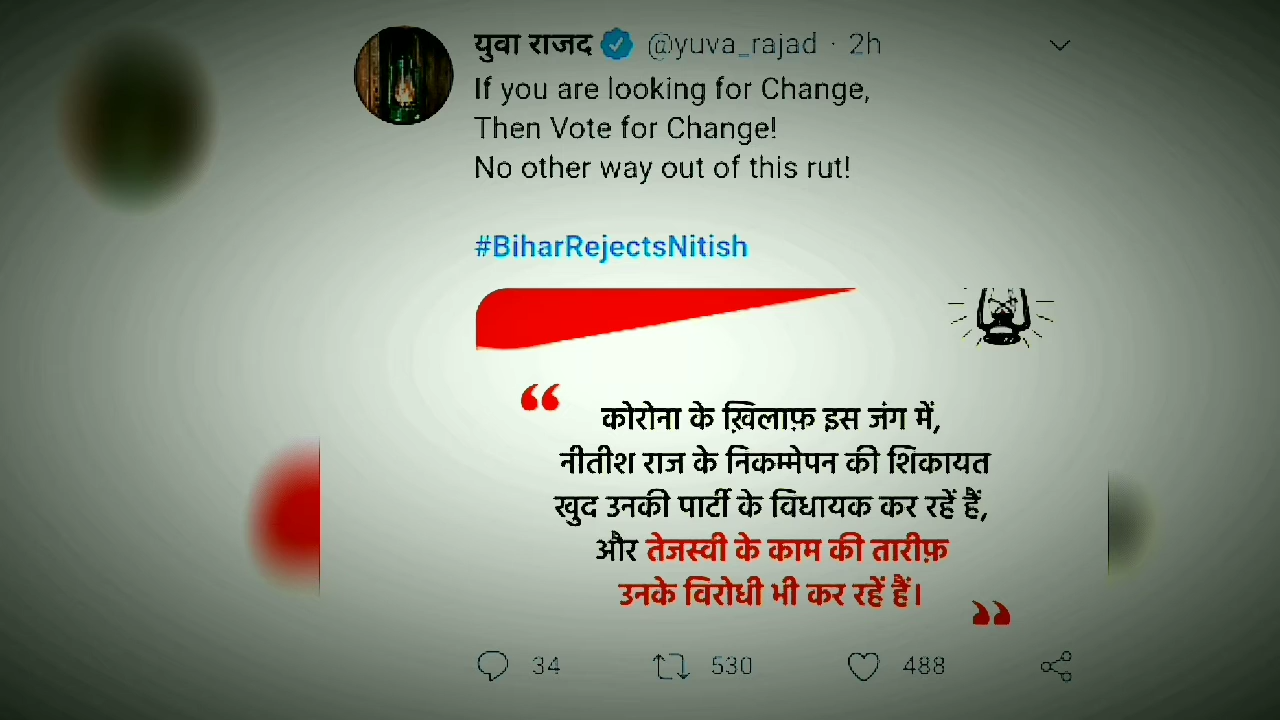 युवा राजद @yuva_rajad · 2h
If you are looking for Change,
Then Vote for Change!
No other way out of this rut!
#BiharRejectsNitish
“ कोरोना के ख़िलाफ़ इस जंग में,
नीतीश राज के निकम्मेपन की शिकायत
खुद उनकी पार्टी के विधायक कर रहें हैं,
और तेजस्वी के काम की तारीफ़
उनके विरोधी भी कर रहें हैं। ”
34 530 488